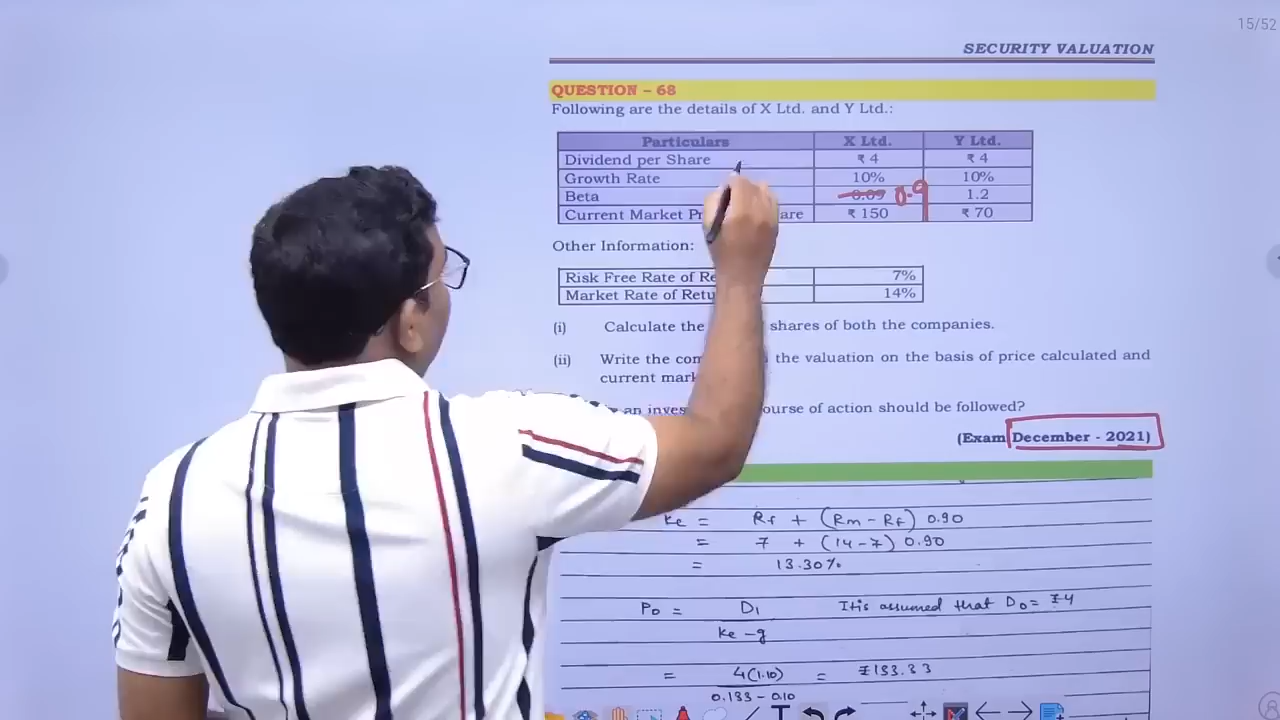 15/52
SECURITY VALUATION
QUESTION – 68
Following are the details of X Ltd. and Y Ltd.:
Particulars X Ltd. Y Ltd.
Dividend per Share ₹ 4 ₹ 4
Growth Rate 10% 10%
Beta 0.09 0.9 1.2
Current Market Pr are ₹ 150 ₹ 70
Other Information:
Risk Free Rate of Re 7%
Market Rate of Retu 14%
(i) Calculate the shares of both the companies.
(ii) Write the com the valuation on the basis of price calculated and
current mark
an inves ourse of action should be followed?
(Exam December - 2021)
Ke = Rf + (Rm - Rf) 0.90
= 7 + (14-7) 0.90
= 13.30%
Po = D1 It is assumed that Do = ₹4
Ke - g
= 4(1.10) = ₹133.33
0.133 - 0.10